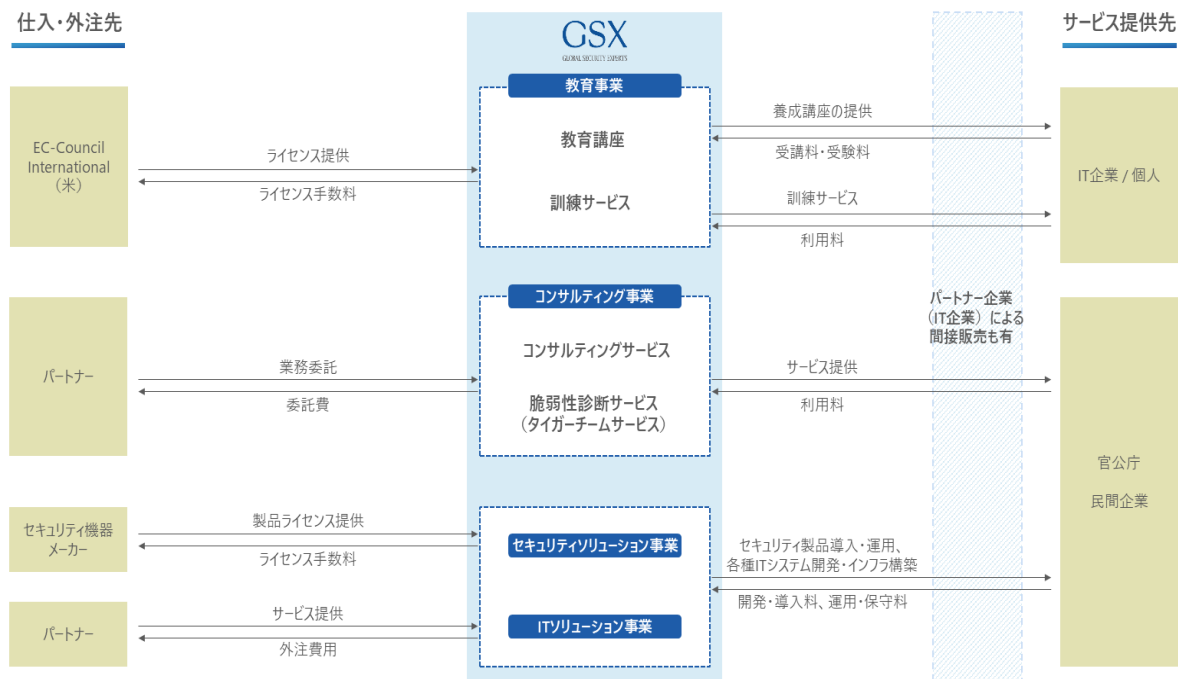 仕入・外注先
GSX
GLOBAL SECURITY EXPERTS
サービス提供先
EC-Council
International
（米）
ライセンス提供
ライセンス手数料
教育事業
教育講座
訓練サービス
養成講座の提供
受講料・受験料
訓練サービス
利用料
IT企業 / 個人
パートナー
業務委託
委託費
コンサルティング事業
コンサルティングサービス
脆弱性診断サービス
（タイガーチームサービス）
サービス提供
利用料
パートナー企業
（IT企業）による
間接販売も有
官公庁
民間企業
セキュリティ機器
メーカー
製品ライセンス提供
ライセンス手数料
セキュリティソリューション事業
セキュリティ製品導入・運用、
各種ITシステム開発・インフラ構築
開発・導入料、運用・保守料
パートナー
サービス提供
外注費用
ITソリューション事業